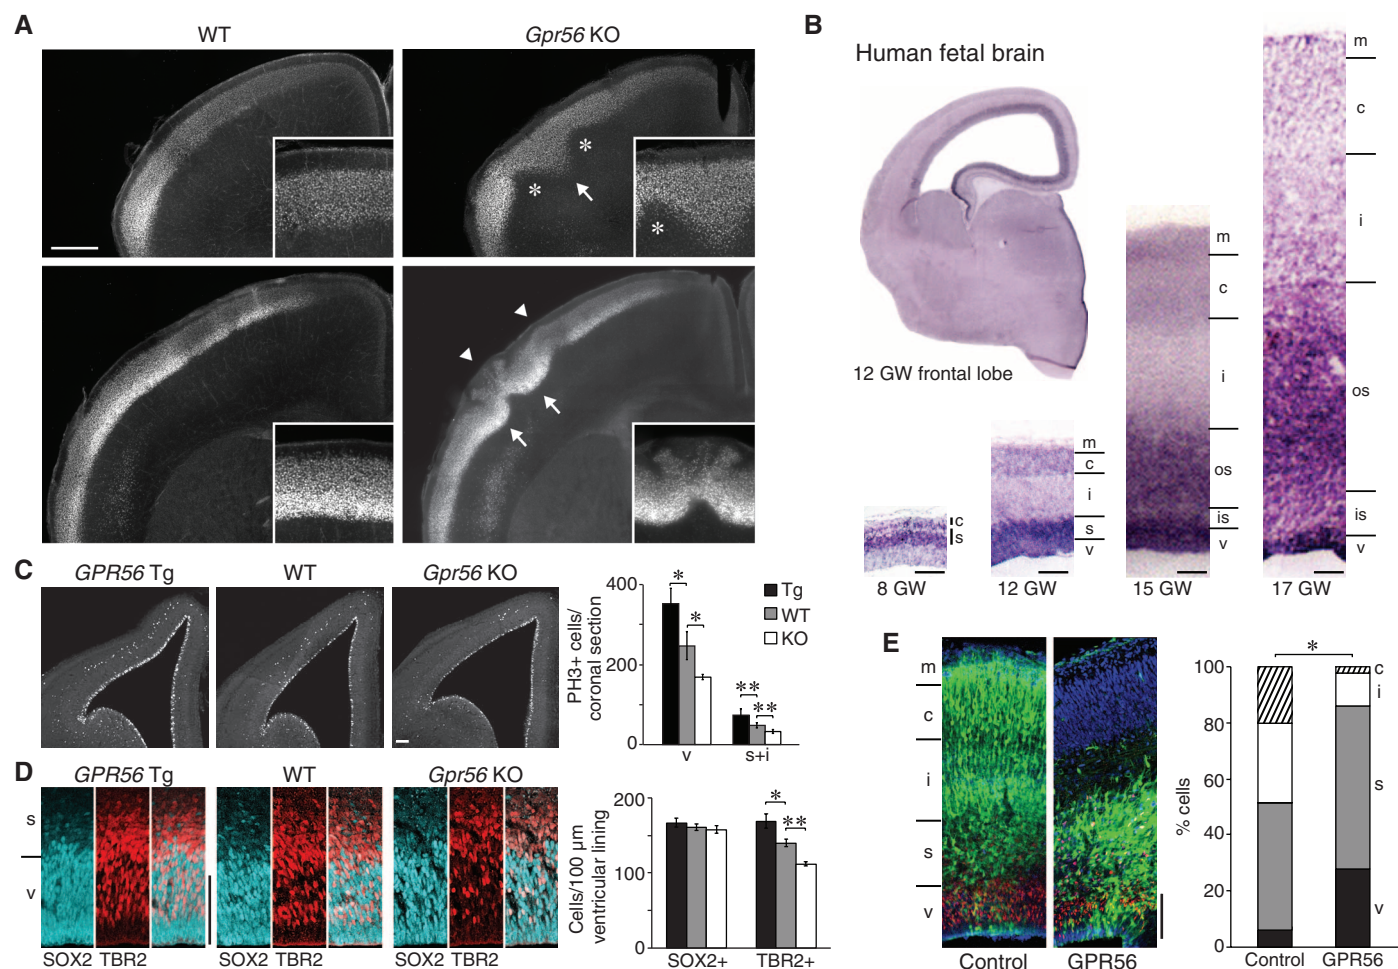 A
WT
Gpr56 KO
*
*
*
B
Human fetal brain
12 GW frontal lobe
c
s
8 GW
m
c
i
s
v
12 GW
m
c
i
os
is
v
15 GW
m
c
i
os
is
v
17 GW
C
GPR56 Tg
WT
Gpr56 KO
PH3+ cells/
coronal section
400
200
0
*
*
**
**
v
s+i
Tg
WT
KO
D
GPR56 Tg
WT
Gpr56 KO
s
v
SOX2 TBR2
SOX2 TBR2
SOX2 TBR2
Cells/100 μm
ventricular lining
200
100
0
*
**
SOX2+
TBR2+
E
m
c
i
s
v
Control
GPR56
% cells
100
80
60
40
20
0
*
c
i
s
v
Control
GPR56